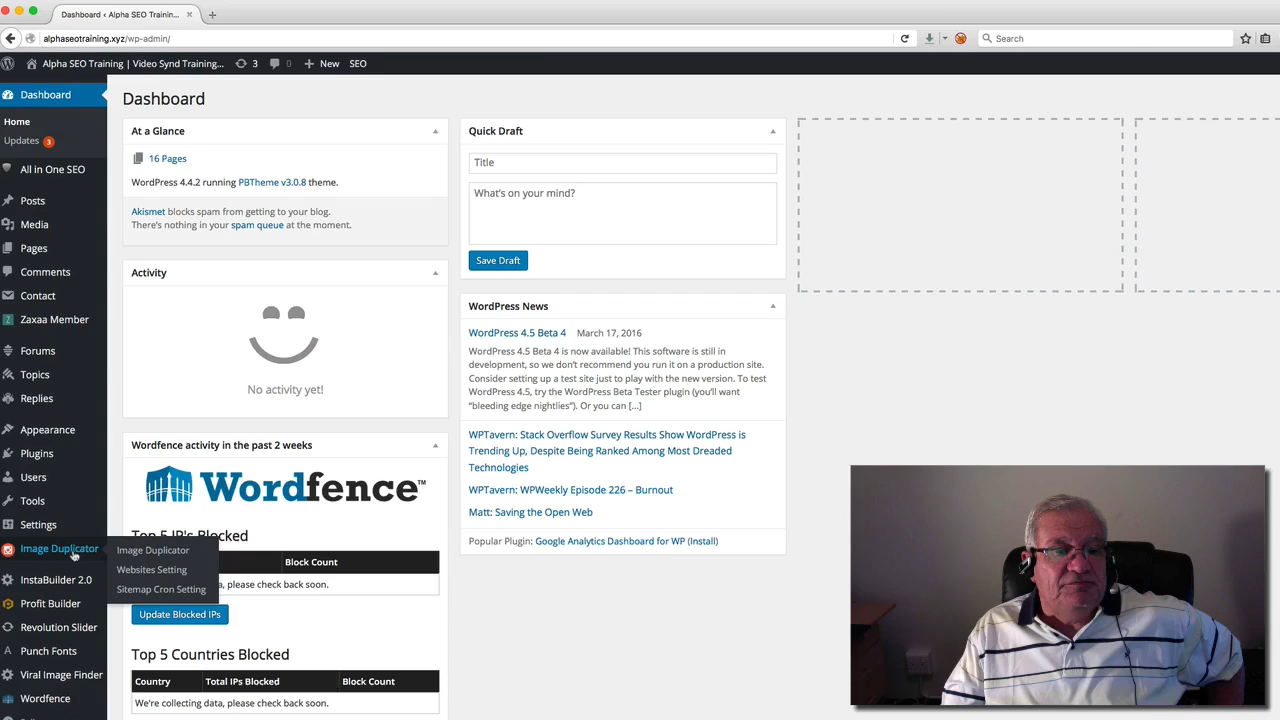 Dashboard ‹ Alpha SEO Trainin...
alphaseotraining.xyz/wp-admin/
Search
Alpha SEO Training | Video Synd Training...
3
0
New
SEO
Dashboard
Home
Updates 3
All in One SEO
Posts
Media
Pages
Comments
Contact
Zaxaa Member
Forums
Topics
Replies
Appearance
Plugins
Users
Tools
Settings
Image Duplicator
InstaBuilder 2.0
Profit Builder
Revolution Slider
A Punch Fonts
Viral Image Finder
Wordfence
Image Duplicator
Websites Setting
Sitemap Cron Setting
Dashboard
At a Glance
16 Pages
WordPress 4.4.2 running PBTheme v3.0.8 theme.
Akismet blocks spam from getting to your blog.
There's nothing in your spam queue at the moment.
Activity
No activity yet!
Wordfence activity in the past 2 weeks
Wordfence™
Top 5 IP's Blocked
Block Count
data, please check back soon.
Update Blocked IPs
Top 5 Countries Blocked
Country Total IPs Blocked Block Count
We're collecting data, please check back soon.
Quick Draft
Title
What's on your mind?
Save Draft
WordPress News
WordPress 4.5 Beta 4 March 17, 2016
WordPress 4.5 Beta 4 is now available! This software is still in
development, so we don't recommend you run it on a production site.
Consider setting up a test site just to play with the new version. To test
WordPress 4.5, try the WordPress Beta Tester plugin (you'll want
"bleeding edge nightlies"). Or you can [...]
WPTavern: Stack Overflow Survey Results Show WordPress is
Trending Up, Despite Being Ranked Among Most Dreaded
Technologies
WPTavern: WPWeekly Episode 226 – Burnout
Matt: Saving the Open Web
Popular Plugin: Google Analytics Dashboard for WP (Install)